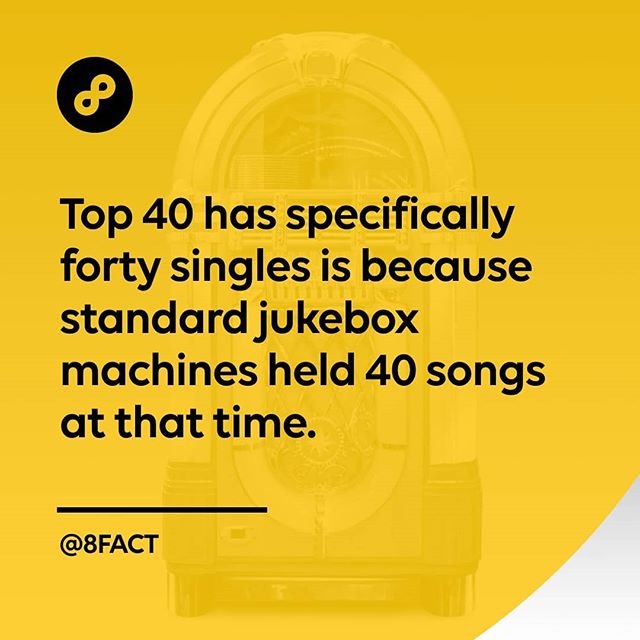 Top 40 has specifically
forty singles is because
standard jukebox
machines held 40 songs
at that time.
@8FACT